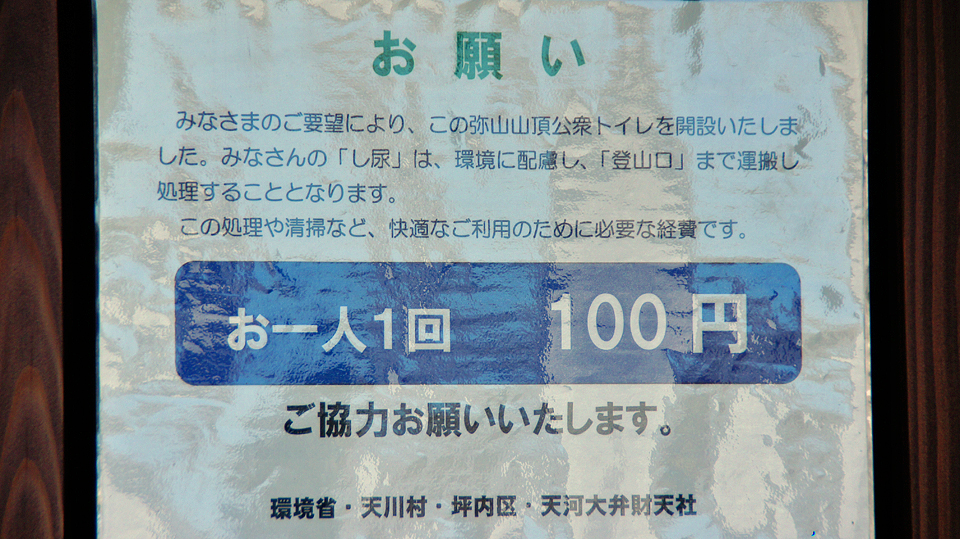 お願い
みなさまのご要望により、この弥山山頂公衆トイレを開設いたしま
した。みなさんの「し尿」は、環境に配慮し、「登山口」まで運搬し
処理することとなります。
この処理や清掃など、快適なご利用のために必要な経費です。
お一人1回 100円
ご協力お願いいたします。
環境省・天川村・坪内区・天河大弁財天社